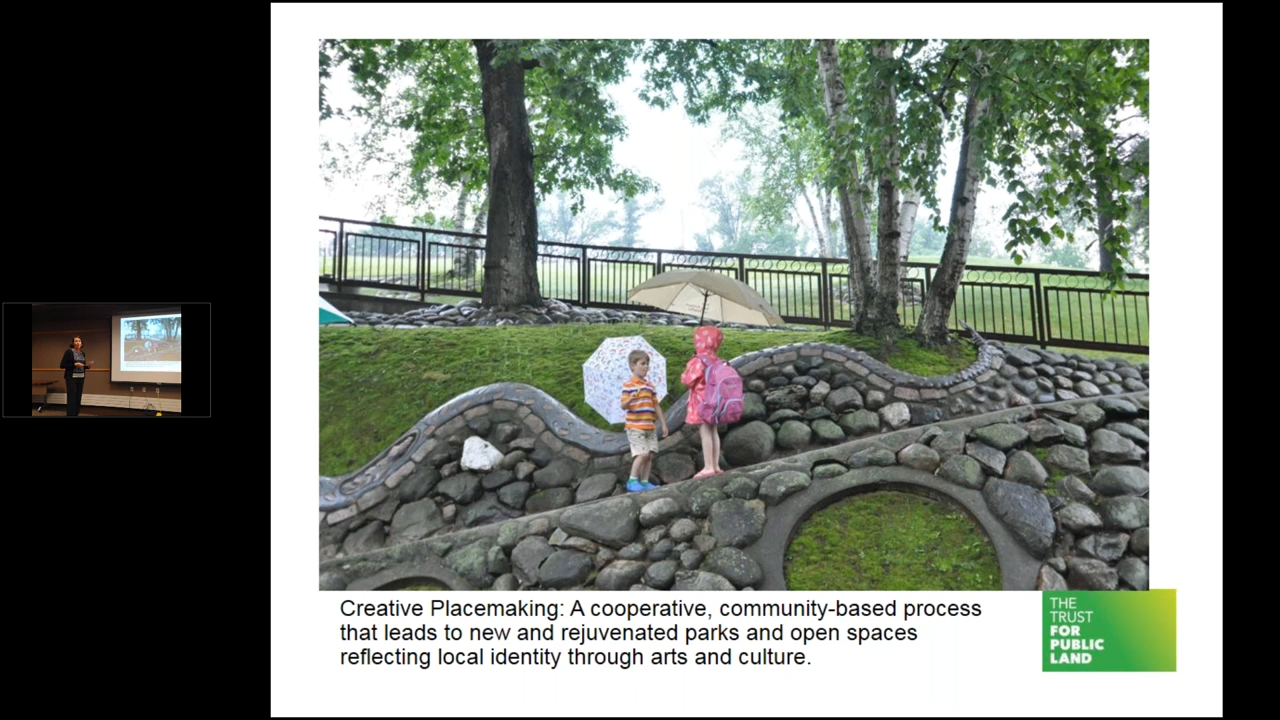 Creative Placemaking: A cooperative, community-based process
that leads to new and rejuvenated parks and open spaces
reflecting local identity through arts and culture.
THE
TRUST
FOR
PUBLIC
LAND